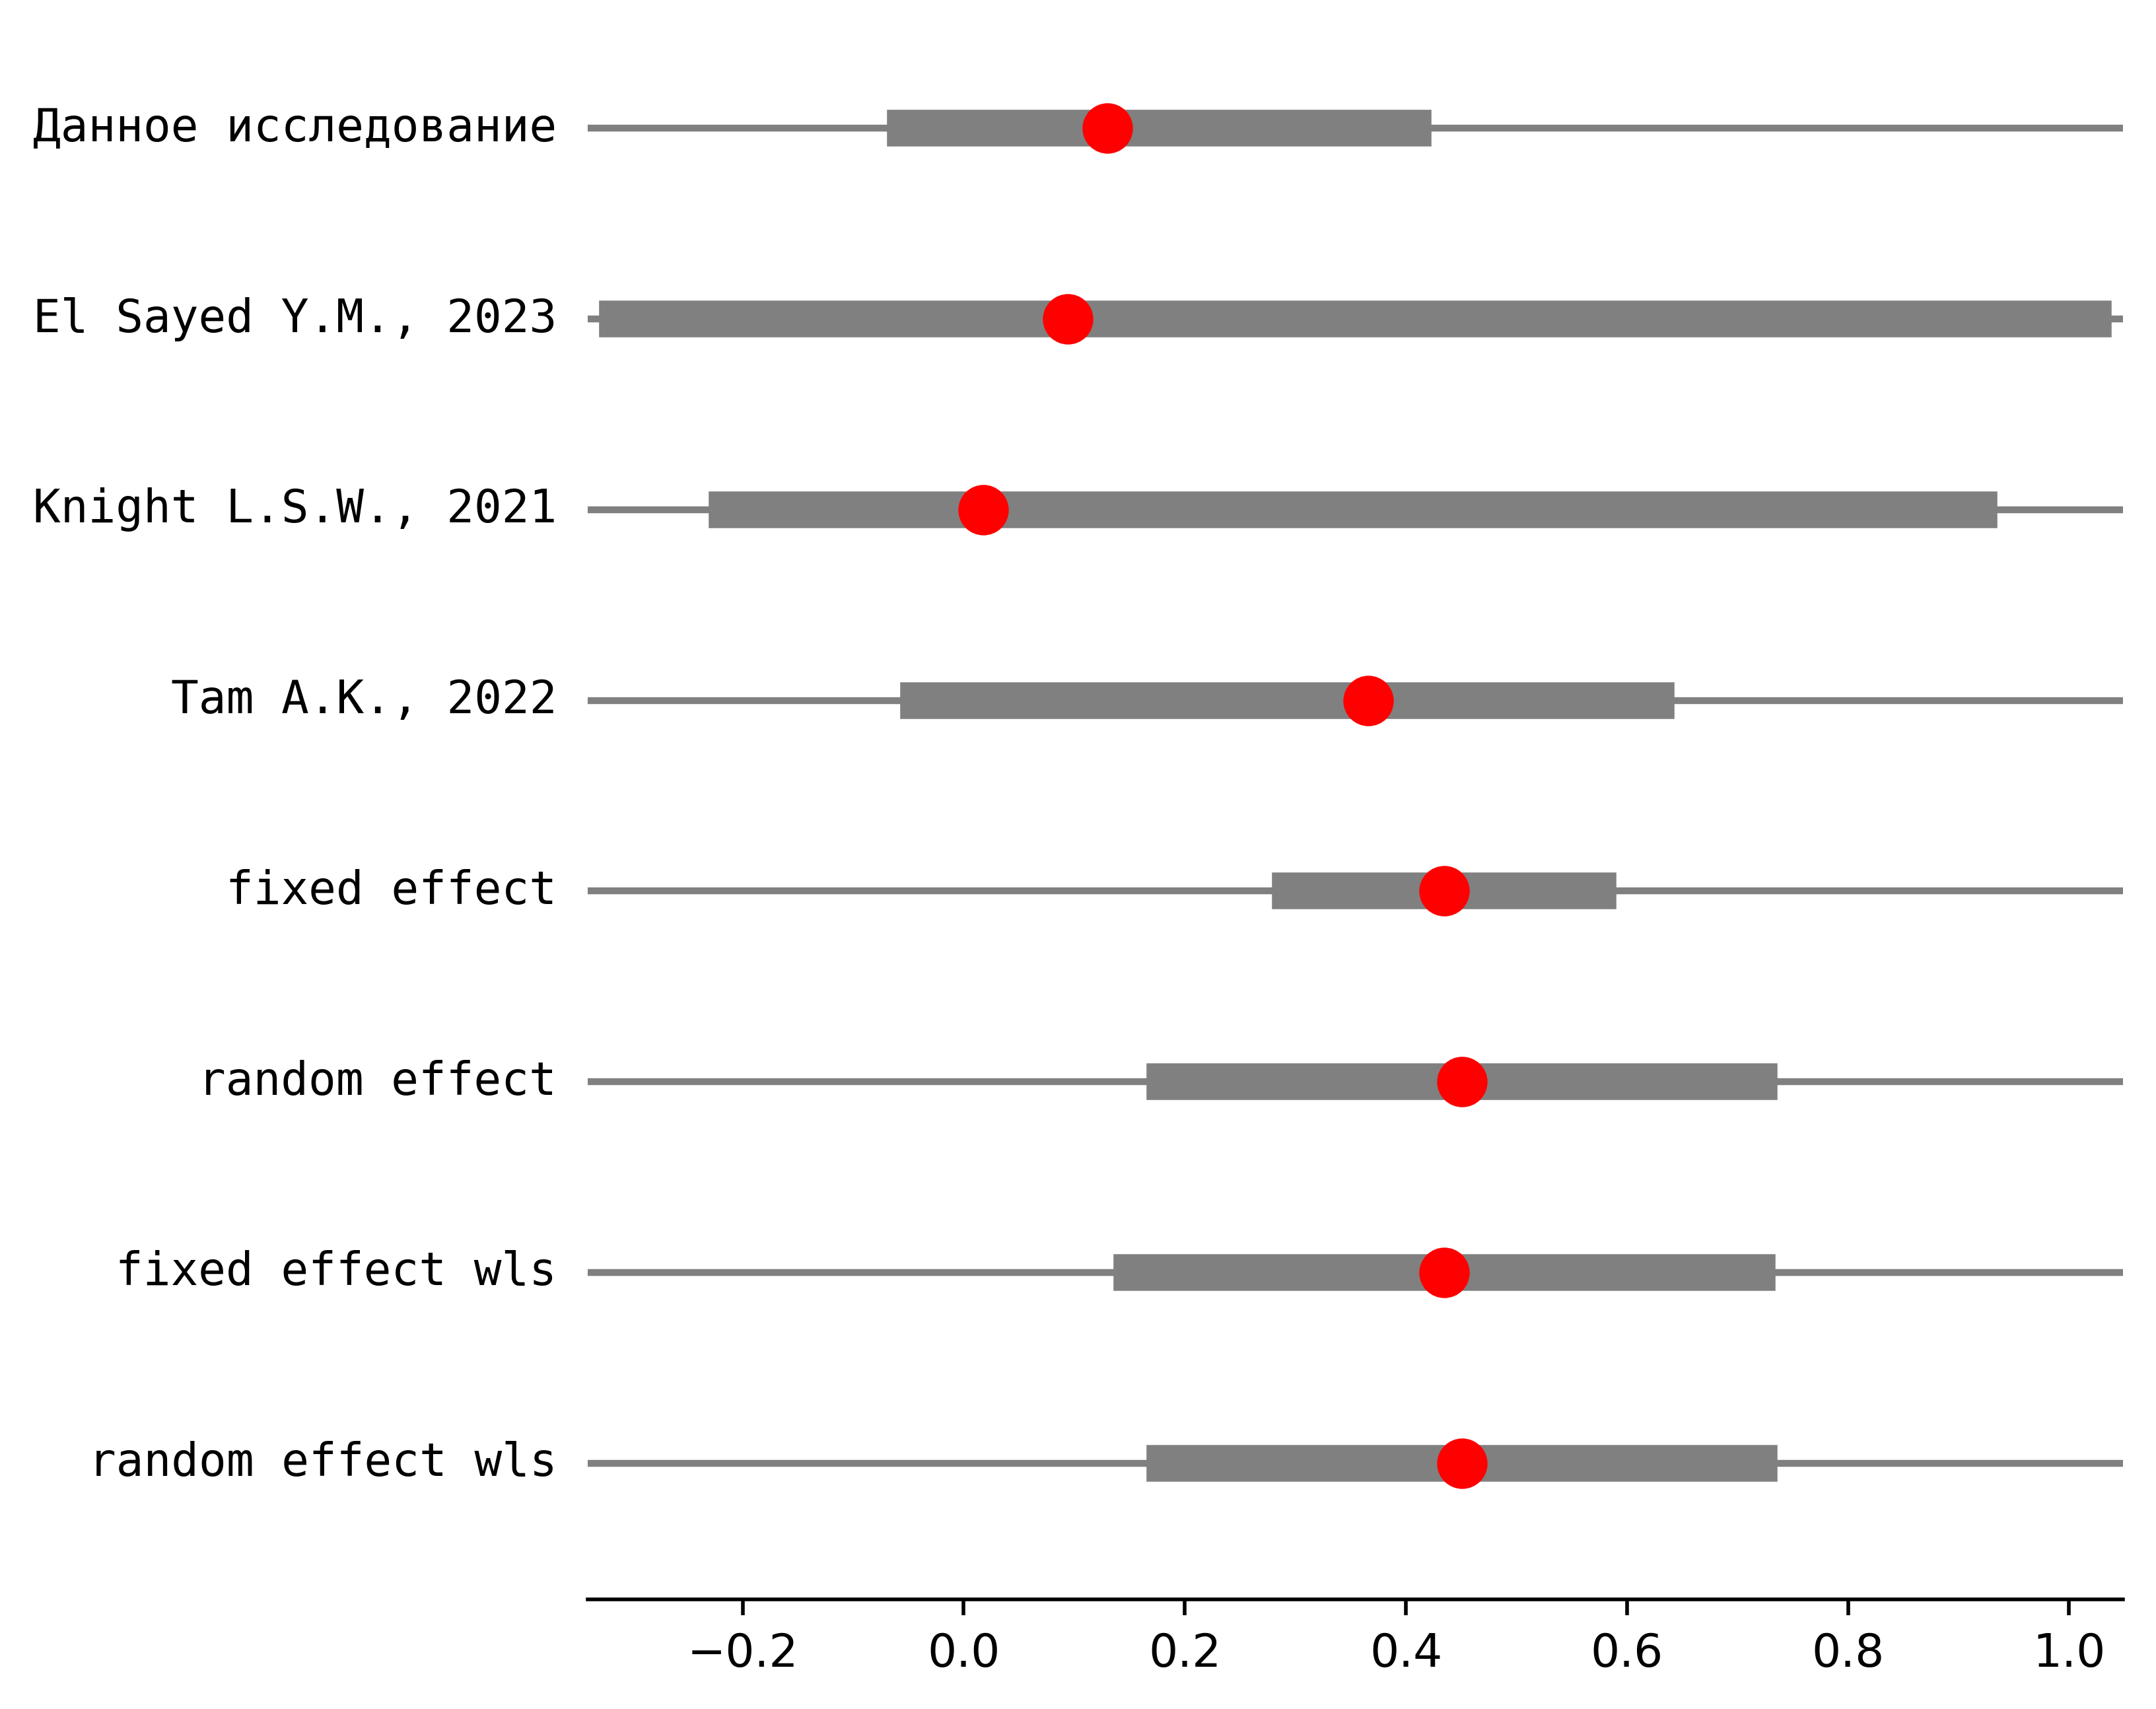 Данное исследование
El Sayed Y.M., 2023
Knight L.S.W., 2021
Tam A.K., 2022
fixed effect
random effect
fixed effect wls
random effect wls
−0.2 0.0 0.2 0.4 0.6 0.8 1.0